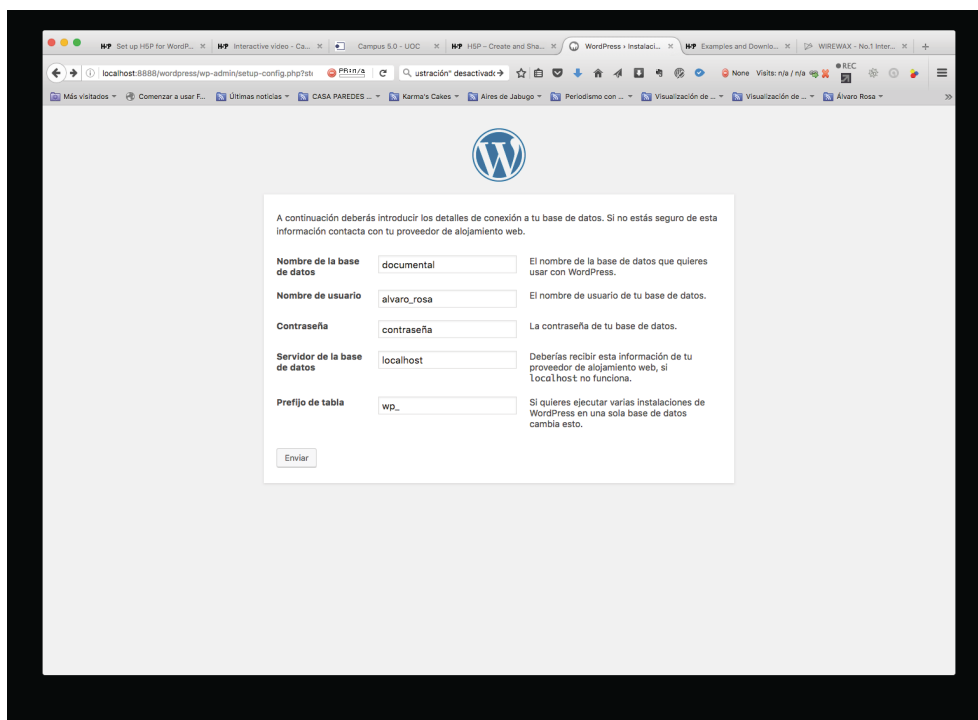 Set up H5P for WordP...
Interactive video - Ca...
Campus 5.0 - UOC
H5P – Create and Sha...
WordPress › Instalaci...
Examples and Downlo...
WIREWAX - No.1 Inter...
localhost:8888/wordpress/wp-admin/setup-config.php?ste
PR: n/a
ustración" desactivado
None Visits: n/a / n/a
REC
Más visitados
Comenzar a usar F...
Últimas noticias
CASA PAREDES ...
Karma's Cakes
Aires de Jabugo
Periodismo con ...
Visualización de ...
Visualización de ...
Álvaro Rosa
A continuación deberás introducir los detalles de conexión a tu base de datos. Si no estás seguro de esta
información contacta con tu proveedor de alojamiento web.
Nombre de la base
de datos
documental
El nombre de la base de datos que quieres
usar con WordPress.
Nombre de usuario
alvaro_rosa
El nombre de usuario de tu base de datos.
Contraseña
contraseña
La contraseña de tu base de datos.
Servidor de la base
de datos
localhost
Deberías recibir esta información de tu
proveedor de alojamiento web, si
localhost no funciona.
Prefijo de tabla
wp_
Si quieres ejecutar varias instalaciones de
WordPress en una sola base de datos
cambia esto.
Enviar